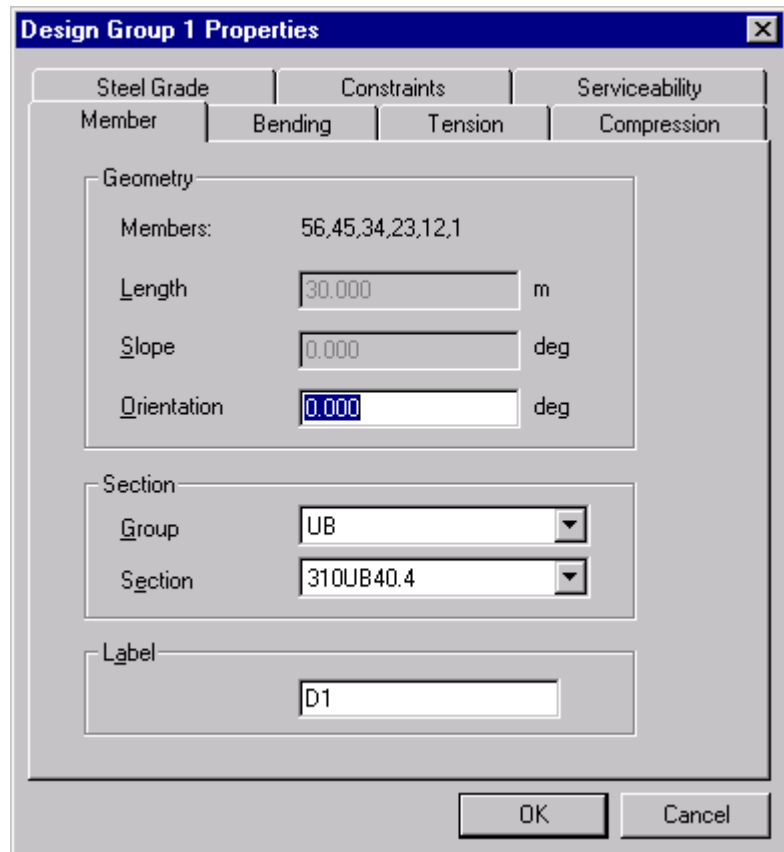 Design Group 1 Properties
Steel Grade Constraints Serviceability
Member Bending Tension Compression
Geometry
Members: 56,45,34,23,12,1
Length 30.000 m
Slope 0.000 deg
Orientation 0.000 deg
Section
Group UB
Section 310UB40.4
Label
D1
OK Cancel